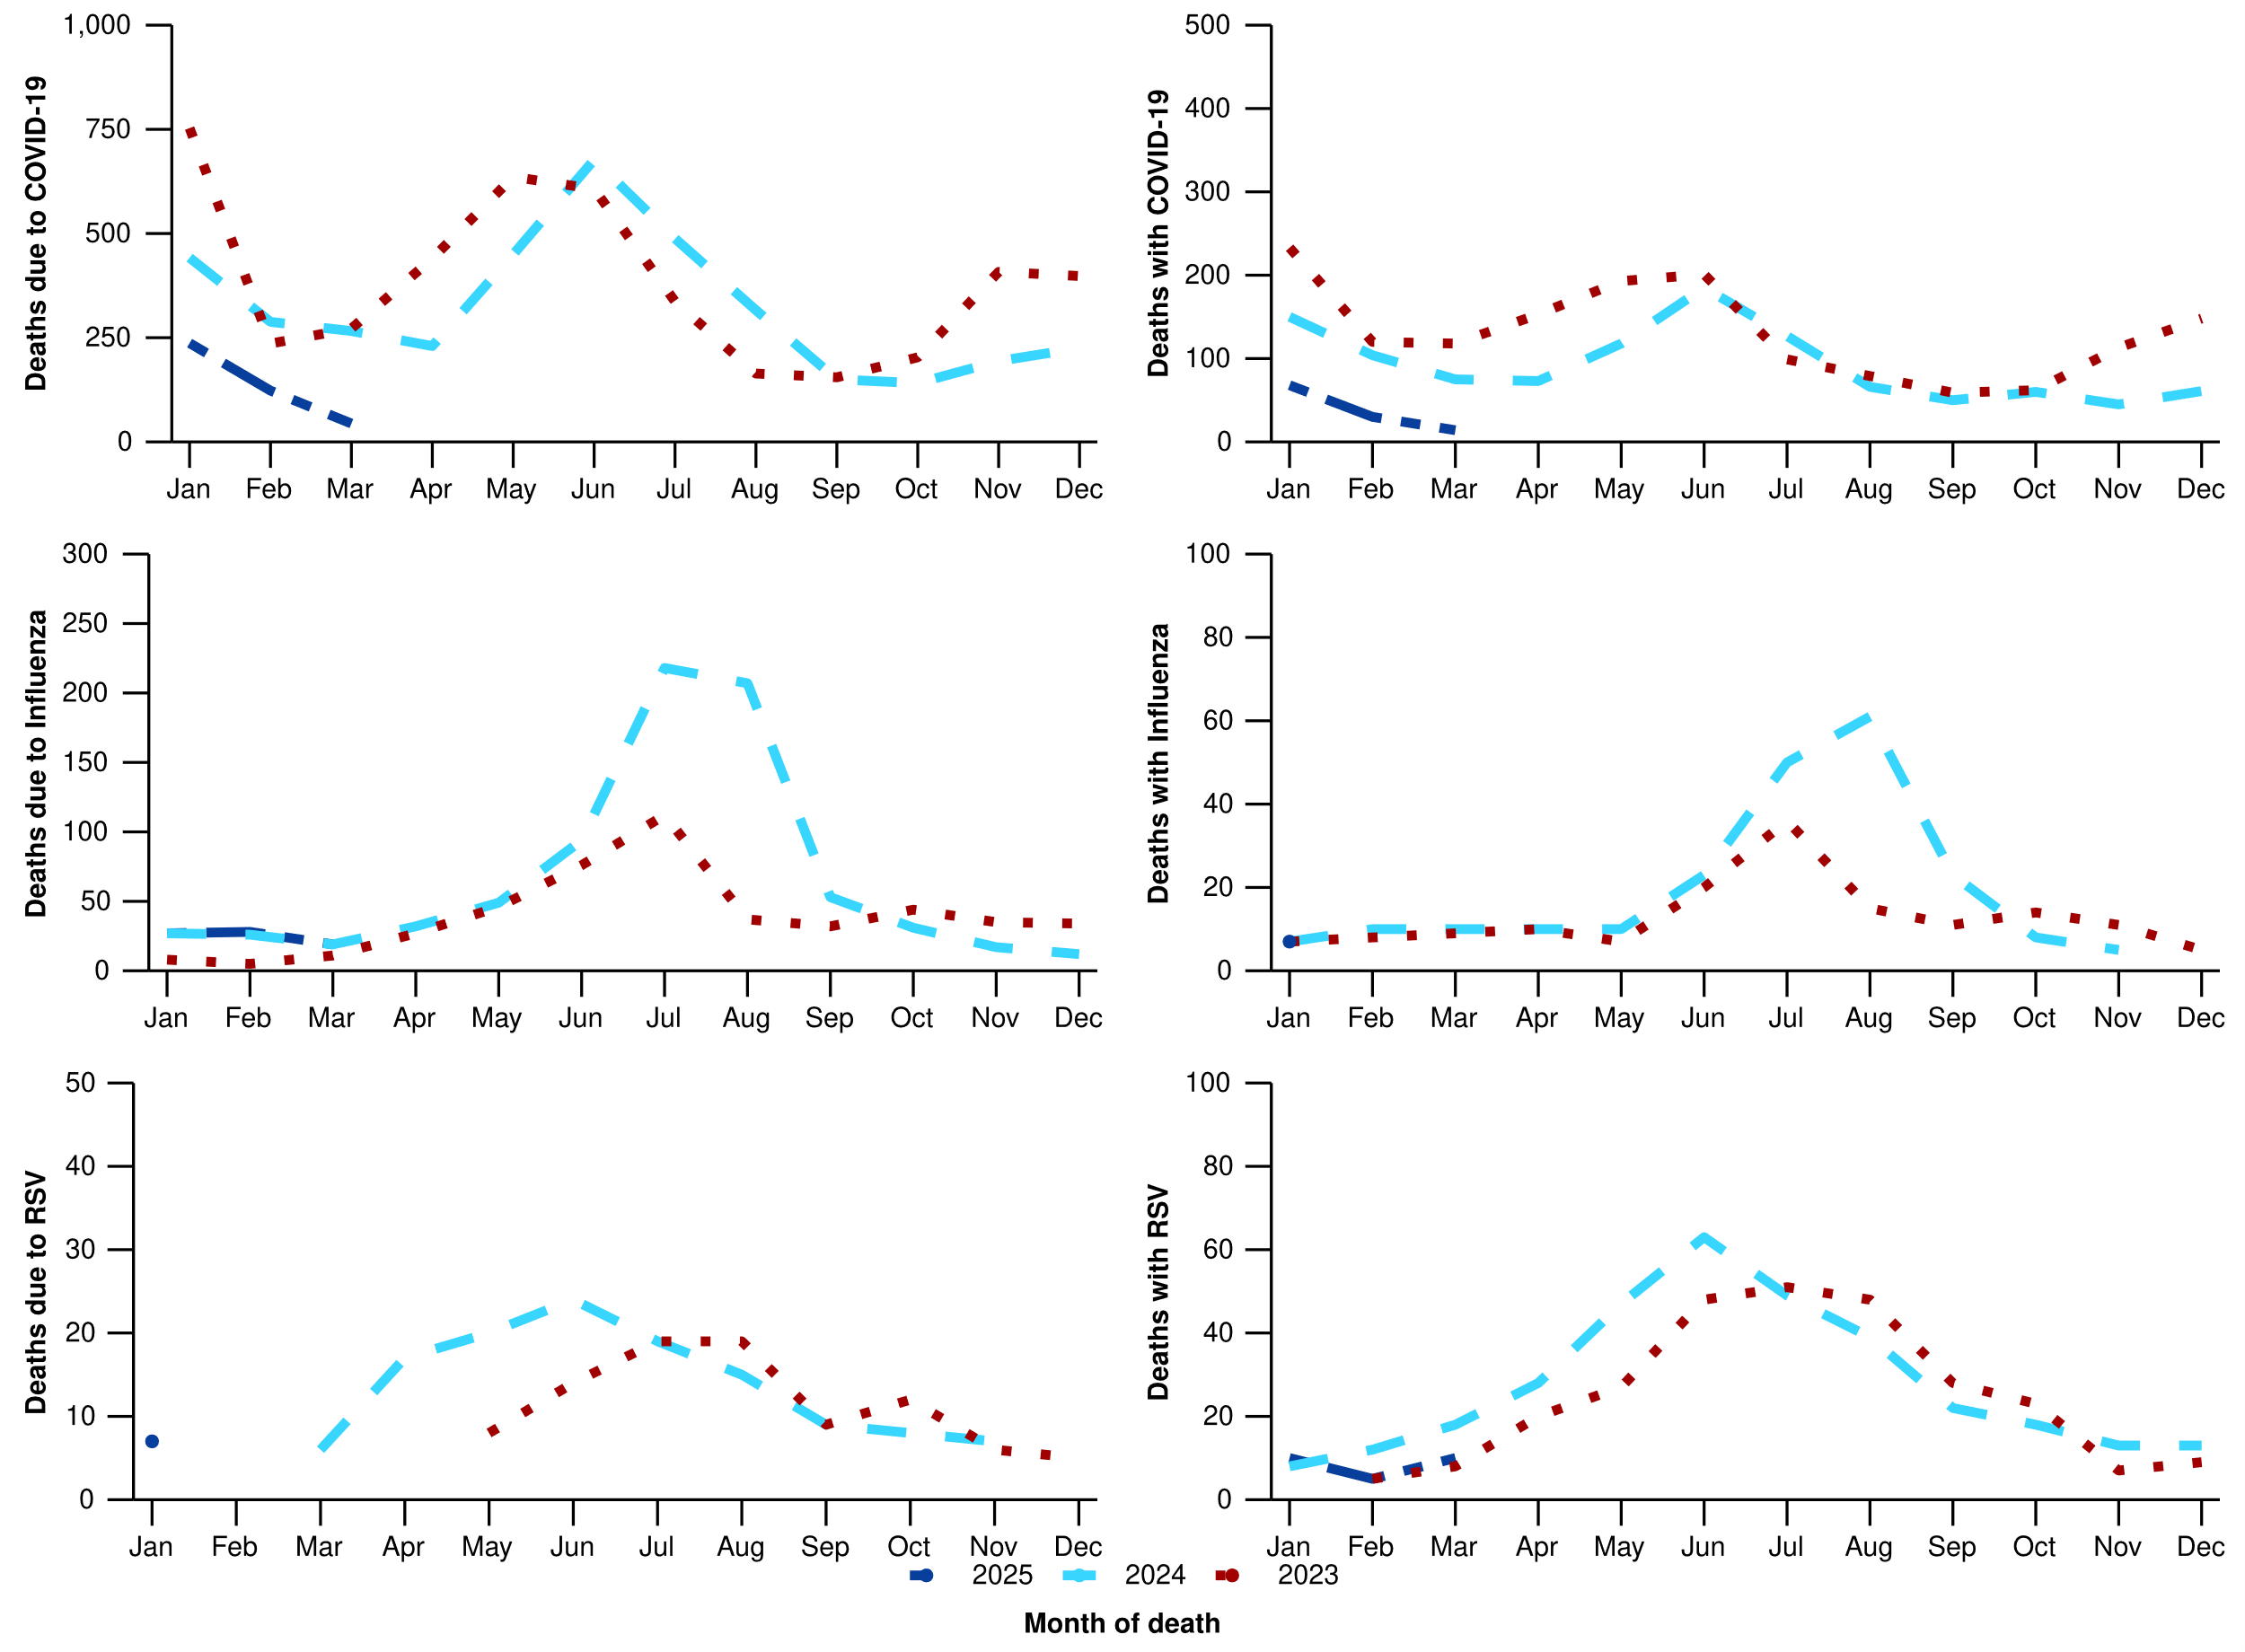 Deaths due to COVID-19
1,000
750
500
250
0
Jan Feb Mar Apr May Jun Jul Aug Sep Oct Nov Dec
Deaths with COVID-19
500
400
300
200
100
0
Jan Feb Mar Apr May Jun Jul Aug Sep Oct Nov Dec
Deaths due to Influenza
300
250
200
150
100
50
0
Jan Feb Mar Apr May Jun Jul Aug Sep Oct Nov Dec
Deaths with Influenza
100
80
60
40
20
0
Jan Feb Mar Apr May Jun Jul Aug Sep Oct Nov Dec
Deaths due to RSV
50
40
30
20
10
0
Jan Feb Mar Apr May Jun Jul Aug Sep Oct Nov Dec
Deaths with RSV
100
80
60
40
20
0
Jan Feb Mar Apr May Jun Jul Aug Sep Oct Nov Dec
2025 2024 2023
Month of death